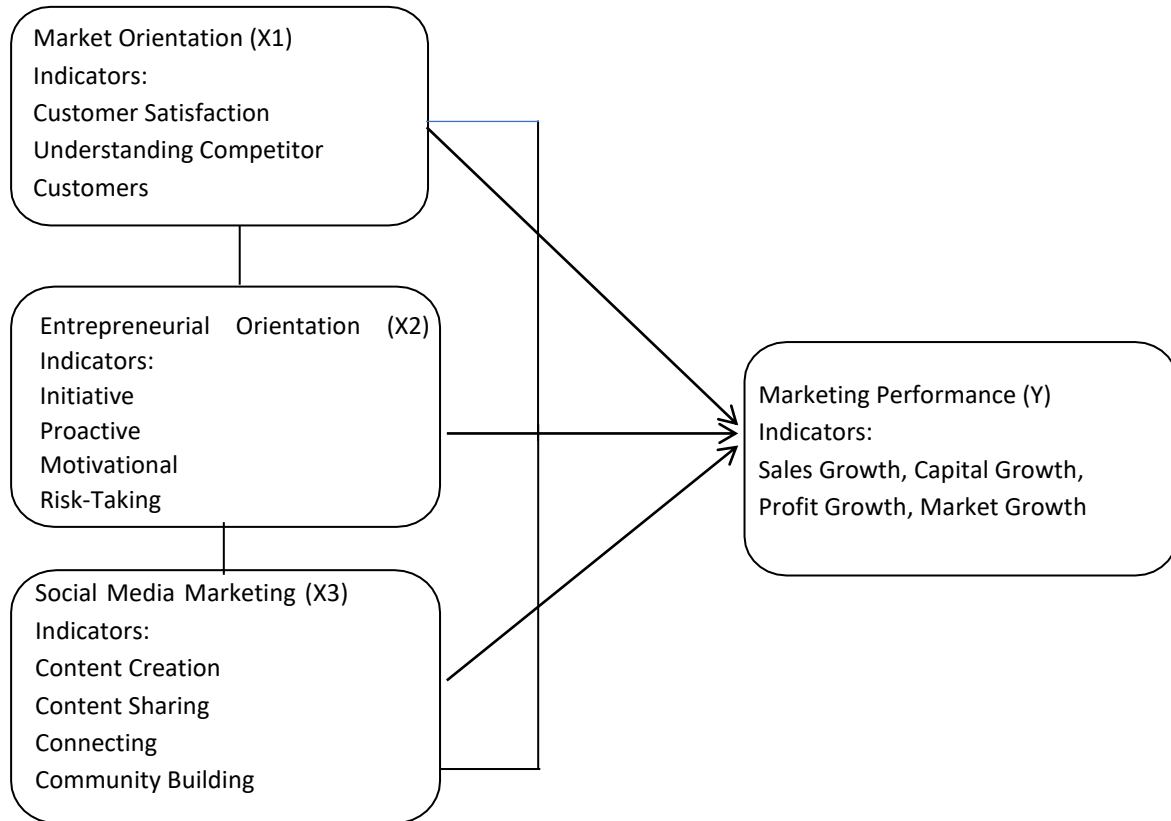 Market Orientation (X1)
Indicators:
Customer Satisfaction
Understanding Competitor
Customers
Entrepreneurial Orientation (X2)
Indicators:
Initiative
Proactive
Motivational
Risk-Taking
Social Media Marketing (X3)
Indicators:
Content Creation
Content Sharing
Connecting
Community Building
Marketing Performance (Y)
Indicators:
Sales Growth, Capital Growth,
Profit Growth, Market Growth